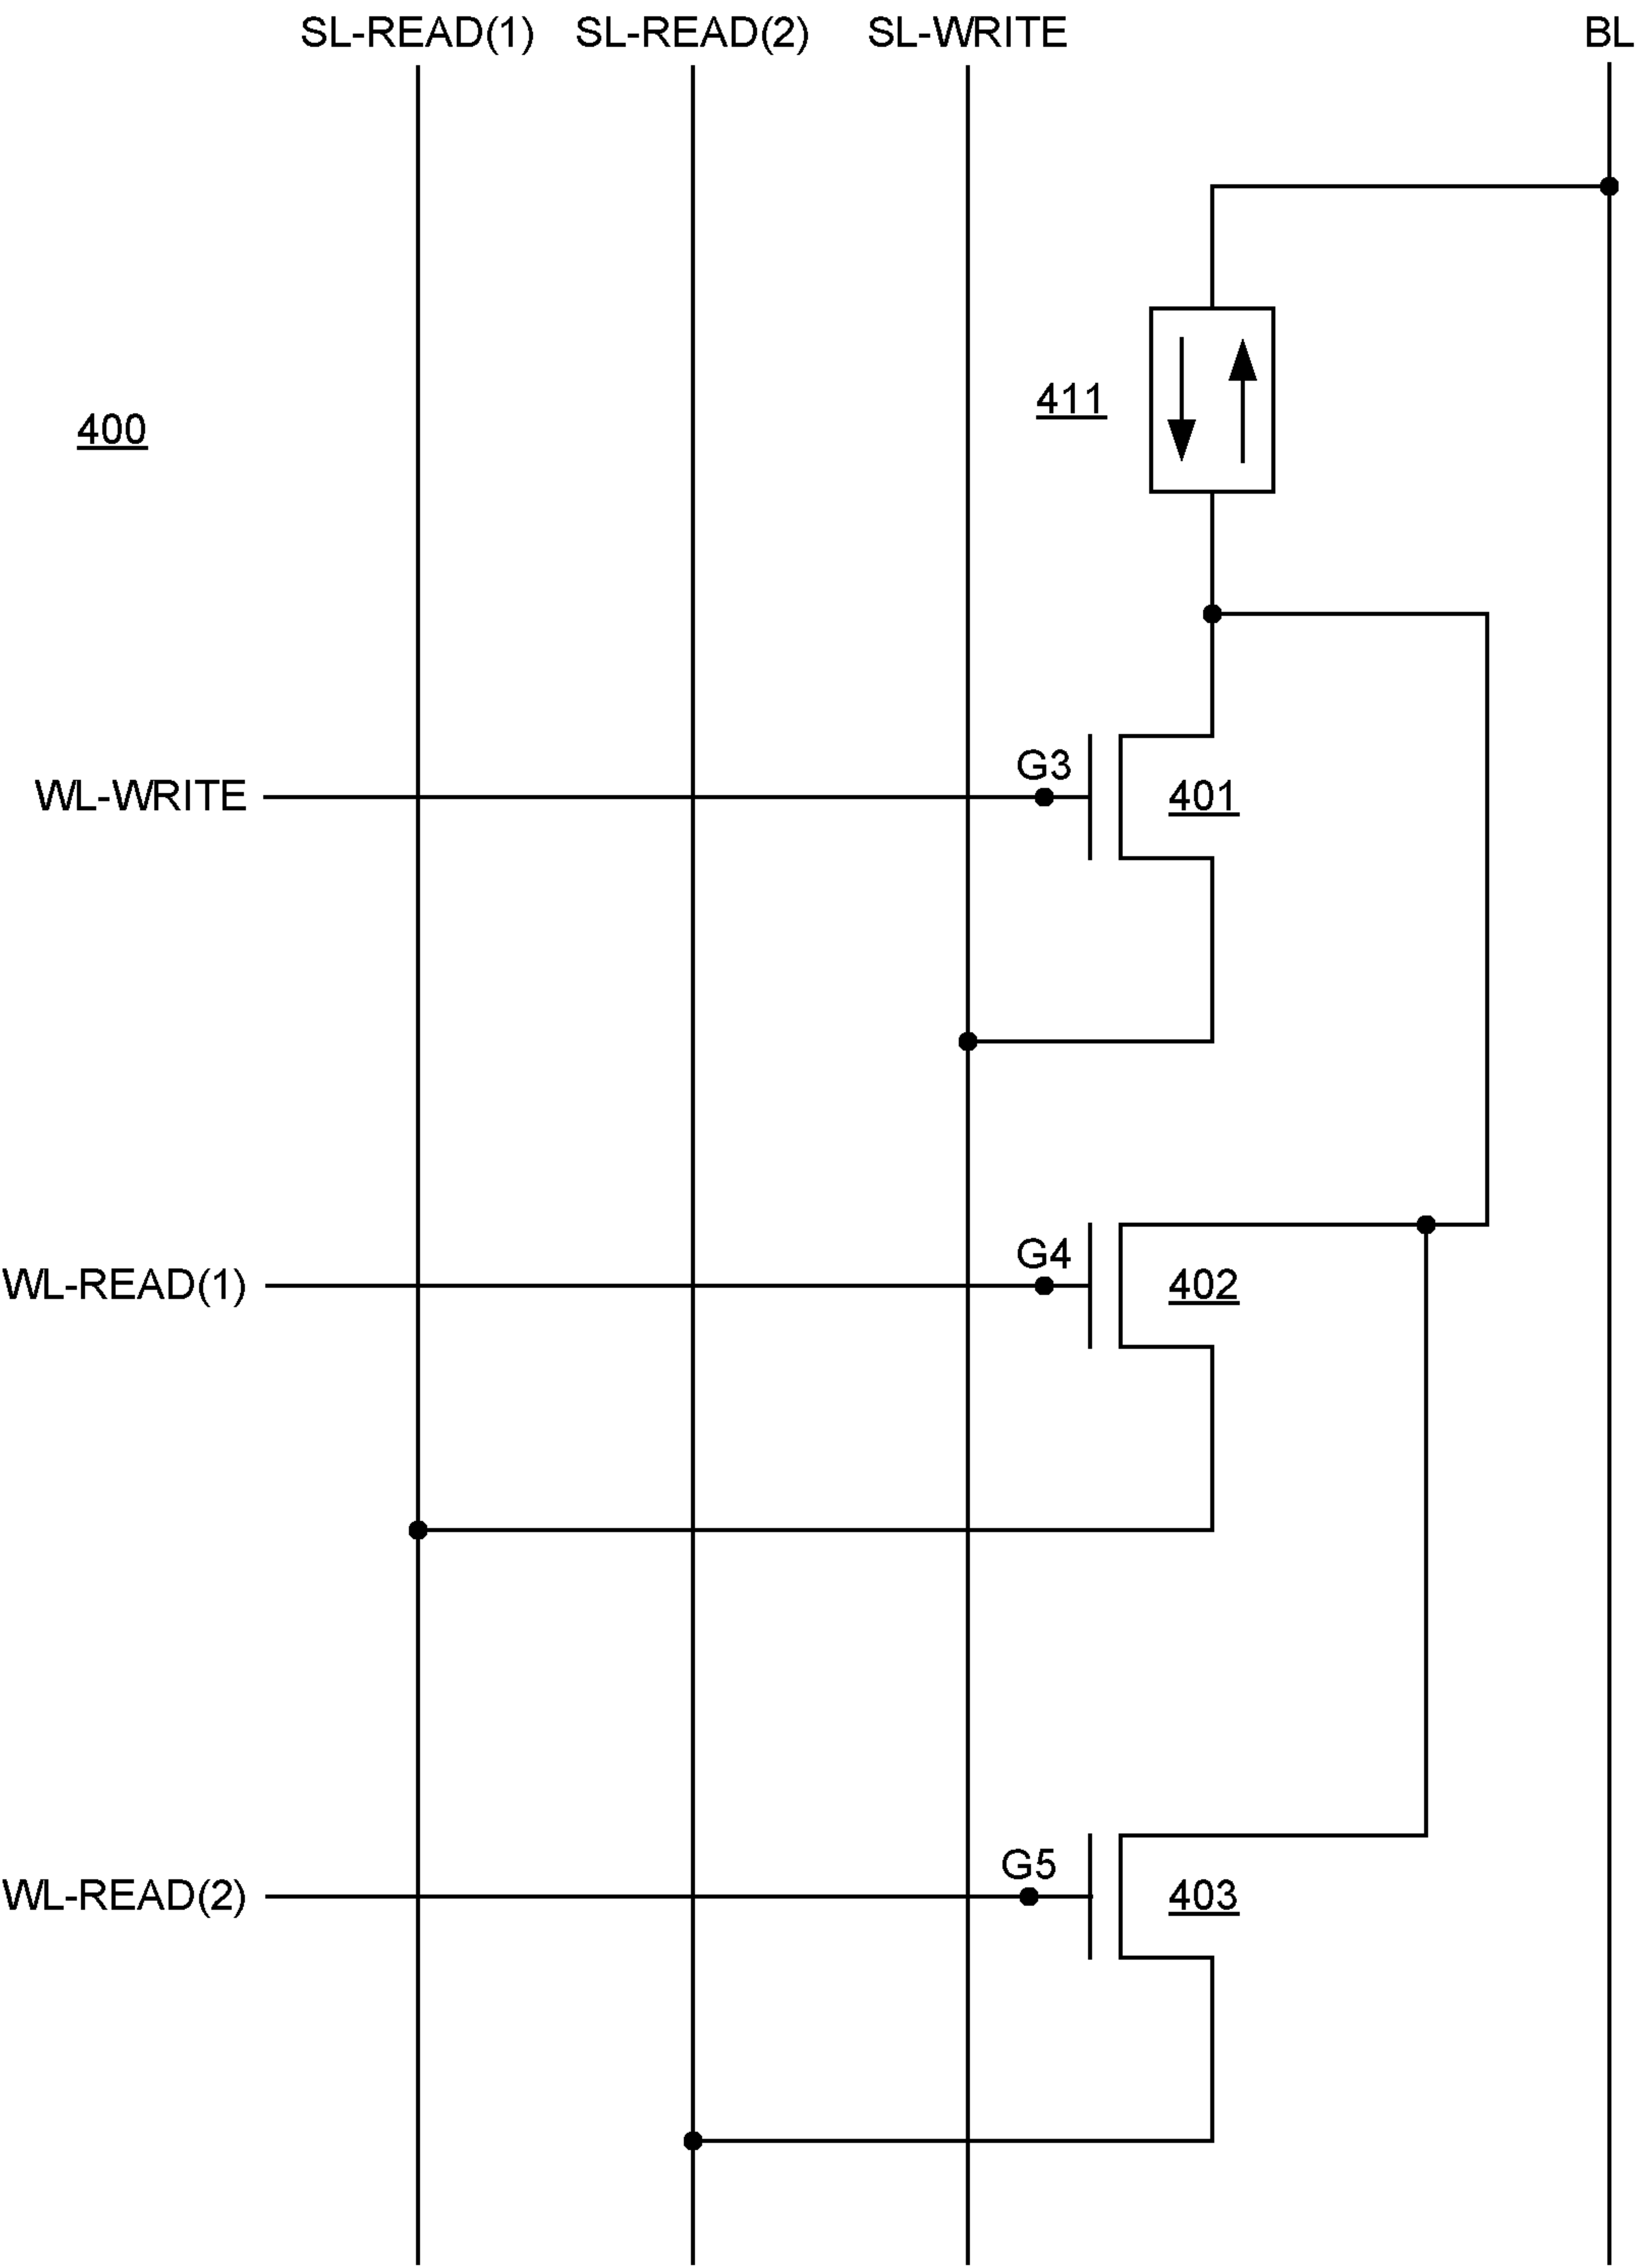 SL-READ(1) SL-READ(2) SL-WRITE BL
411
400
G3
WL-WRITE 401
G4
WL-READ(1) 402
G5
WL-READ(2) 403